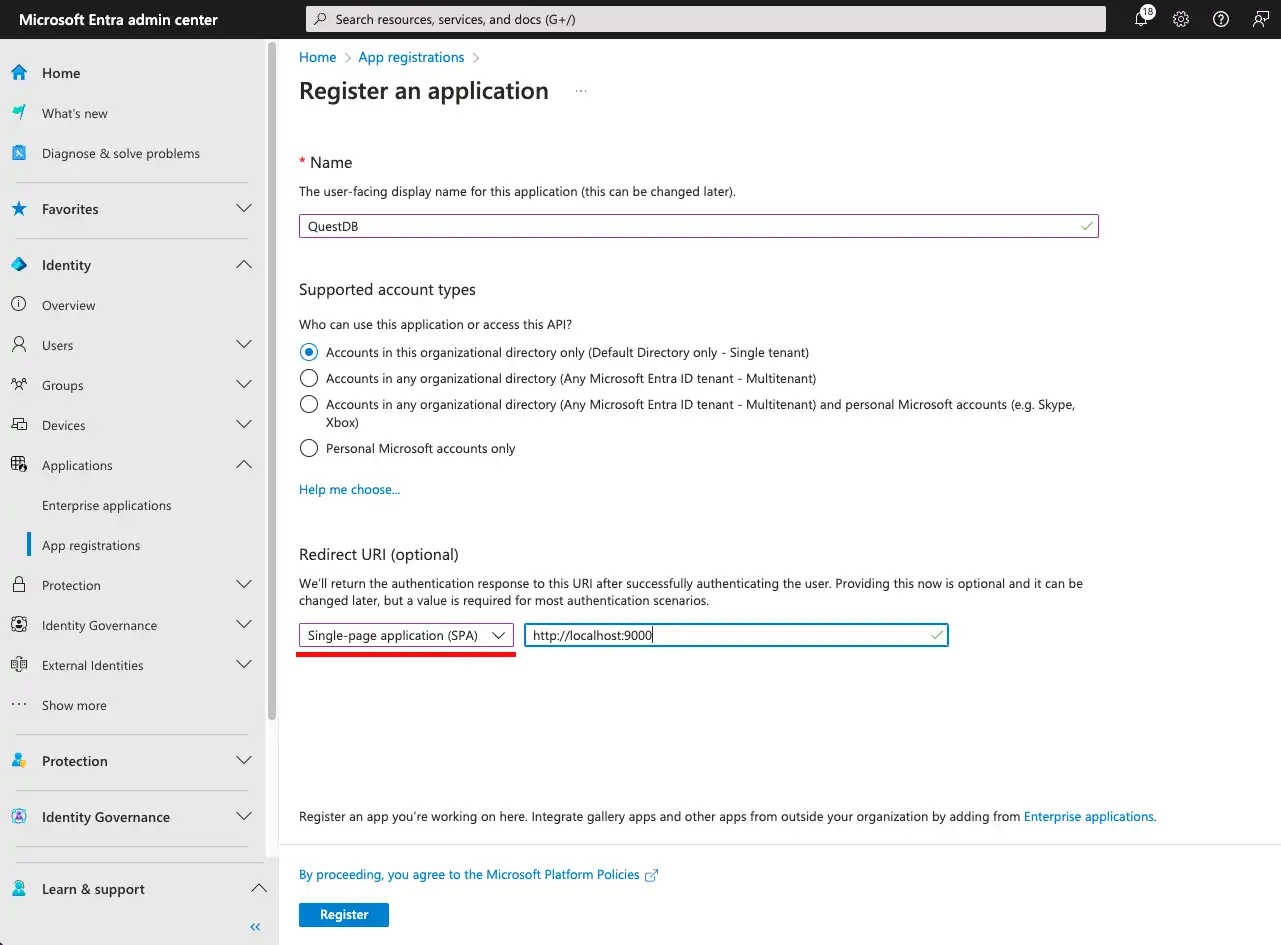 Microsoft Entra admin center
Search resources, services, and docs (G+/)
18
Home
What's new
Diagnose & solve problems
Favorites
Identity
Overview
Users
Groups
Devices
Applications
Enterprise applications
App registrations
Protection
Identity Governance
External Identities
Show more
Protection
Identity Governance
Learn & support
Home > App registrations >
Register an application
* Name
The user-facing display name for this application (this can be changed later).
QuestDB
Supported account types
Who can use this application or access this API?
Accounts in this organizational directory only (Default Directory only - Single tenant)
Accounts in any organizational directory (Any Microsoft Entra ID tenant - Multitenant)
Accounts in any organizational directory (Any Microsoft Entra ID tenant - Multitenant) and personal Microsoft accounts (e.g. Skype,
Xbox)
Personal Microsoft accounts only
Help me choose...
Redirect URI (optional)
We'll return the authentication response to this URI after successfully authenticating the user. Providing this now is optional and it can be
changed later, but a value is required for most authentication scenarios.
Single-page application (SPA)
http://localhost:9000
Register an app you're working on here. Integrate gallery apps and other apps from outside your organization by adding from Enterprise applications.
By proceeding, you agree to the Microsoft Platform Policies
Register